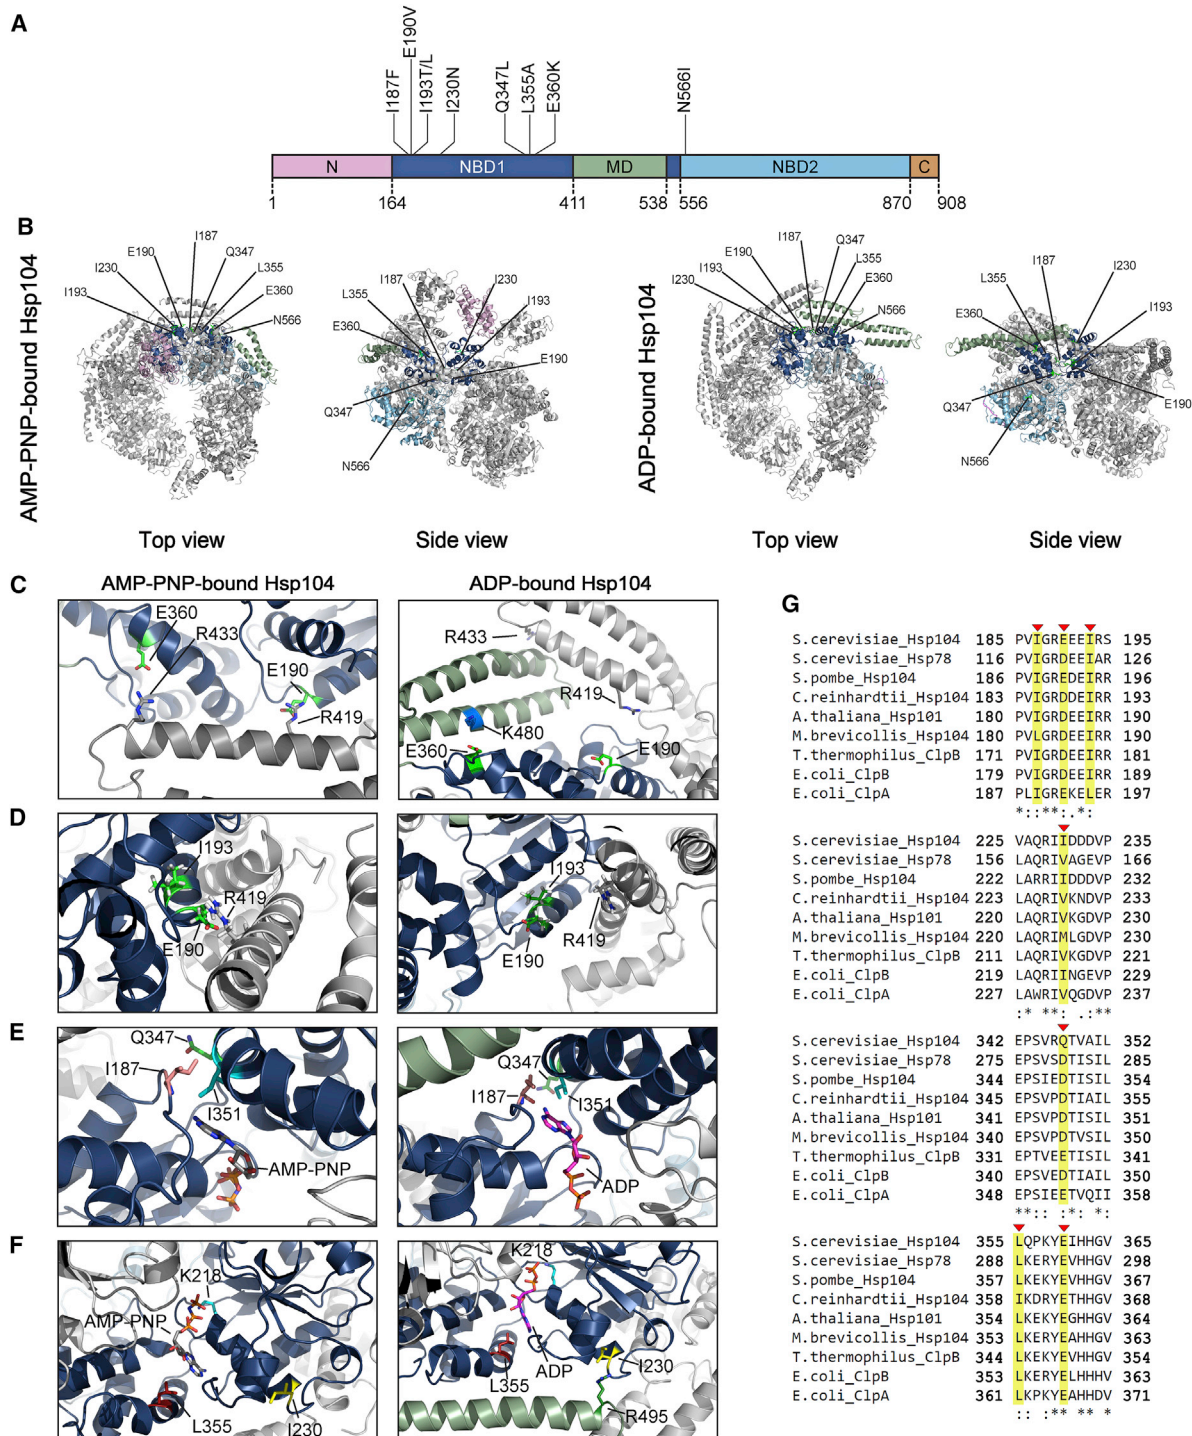 A
I187F
E190V
I193T/L
I230N
Q347L
L355A
E360K
N566I
N
NBD1
MD
NBD2
C
1
164
411
538
556
870
908
B
AMP-PNP-bound Hsp104
I187
E190
Q347
I230
L355
I193
E360
N566
Top view
I187
I230
L355
I193
E360
E190
Q347
N566
Side view
ADP-bound Hsp104
I187
Q347
E190
L355
I193
E360
I230
N566
Top view
I187
L355
I230
E360
I193
Q347
E190
N566
Side view
C
AMP-PNP-bound Hsp104
E360
R433
E190
R419
ADP-bound Hsp104
R433
R419
K480
E360
E190
D
I193
R419
E190
I193
R419
E190
E
Q347
I187
I351
AMP-PNP
Q347
I187
I351
ADP
F
K218
AMP-PNP
L355
I230
K218
ADP
L355
I230
R495
G
S.cerevisiae_Hsp104 185 PVIGREEEIRS 195
S.cerevisiae_Hsp78 116 PVIGRDEEIAR 126
S.pombe_Hsp104 186 PVIGREDEIRR 196
C.reinhardtii_Hsp104 183 PVIGRDDEIRR 193
A.thaliana_Hsp101 180 PVIGRDEEIRR 190
M.brevicollis_Hsp104 180 PVLGRDEEIRR 190
T.thermophilus_ClpB 171 PVIGRDEEIRR 181
E.coli_ClpB 179 PVIGRDEEIRR 189
E.coli_ClpA 187 PLIGREKELER 197
*::**:.*:
S.cerevisiae_Hsp104 225 VAQRIIDDDVP 235
S.cerevisiae_Hsp78 156 LAQRIVAGEVP 166
S.pombe_Hsp104 222 LARRIIDDDVP 232
C.reinhardtii_Hsp104 223 LAQRIVKNDVP 233
A.thaliana_Hsp101 220 LAQRIVKGDVP 230
M.brevicollis_Hsp104 220 LAQRIMLGDVP 230
T.thermophilus_ClpB 211 LAQRIVKGDVP 221
E.coli_ClpB 219 LAQRIINGEVP 229
E.coli_ClpA 227 LAWRIVQGDVP 237
:* **: .:**
S.cerevisiae_Hsp104 342 EPSVRQTVAIL 352
S.cerevisiae_Hsp78 275 EPSVSDTISIL 285
S.pombe_Hsp104 344 EPSIEDTISIL 354
C.reinhardtii_Hsp104 345 EPSVPDTIAIL 355
A.thaliana_Hsp101 341 EPSVPDTISIL 351
M.brevicollis_Hsp104 340 EPSVPDTVSIL 350
T.thermophilus_ClpB 331 EPTVEETISIL 341
E.coli_ClpB 340 EPSVEDTIAIL 350
E.coli_ClpA 348 EPSIEETVQII 358
**:: :*: *:
S.cerevisiae_Hsp104 355 LQPKYEIHHGV 365
S.cerevisiae_Hsp78 288 LKERYEVHHGV 298
S.pombe_Hsp104 357 LKEKYEVHHGV 367
C.reinhardtii_Hsp104 358 IKDRYETHHGV 368
A.thaliana_Hsp101 354 LKEKYEGHHGV 364
M.brevicollis_Hsp104 353 LKERYEAHHGV 363
T.thermophilus_ClpB 344 LKEKYEVHHGV 354
E.coli_ClpB 353 LKERYELHHHV 363
E.coli_ClpA 361 LKPKYEAHHDV 371
:: :** ** *